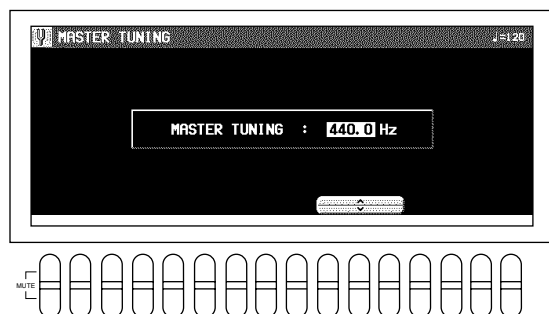 MASTER TUNING ♩=120
MASTER TUNING : 440.0 Hz
MUTE